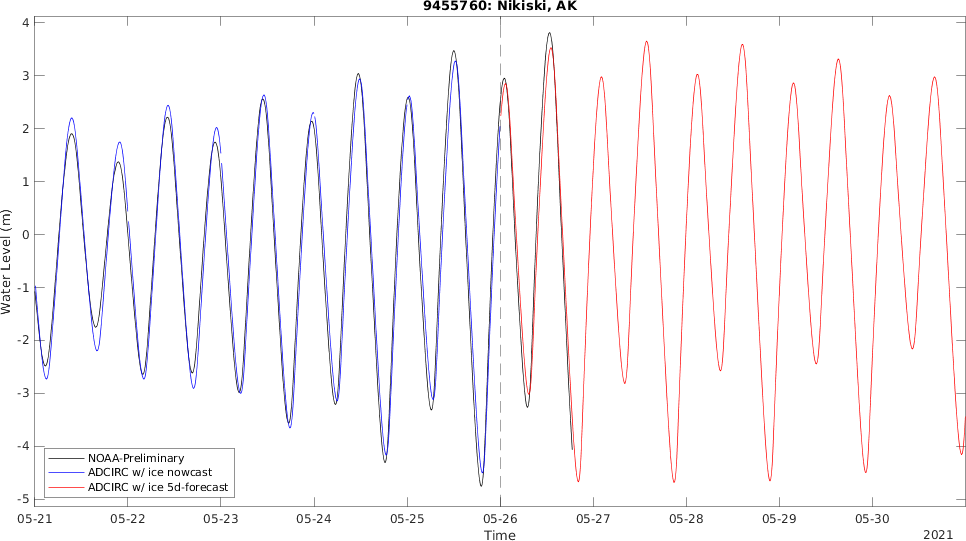 9455760: Nikiski, AK
Water Level (m)
4
3
2
1
0
-1
-2
-3
-4
-5
NOAA-Preliminary
ADCIRC w/ ice nowcast
ADCIRC w/ ice 5d-forecast
05-21 05-22 05-23 05-24 05-25 05-26 05-27 05-28 05-29 05-30
Time
2021